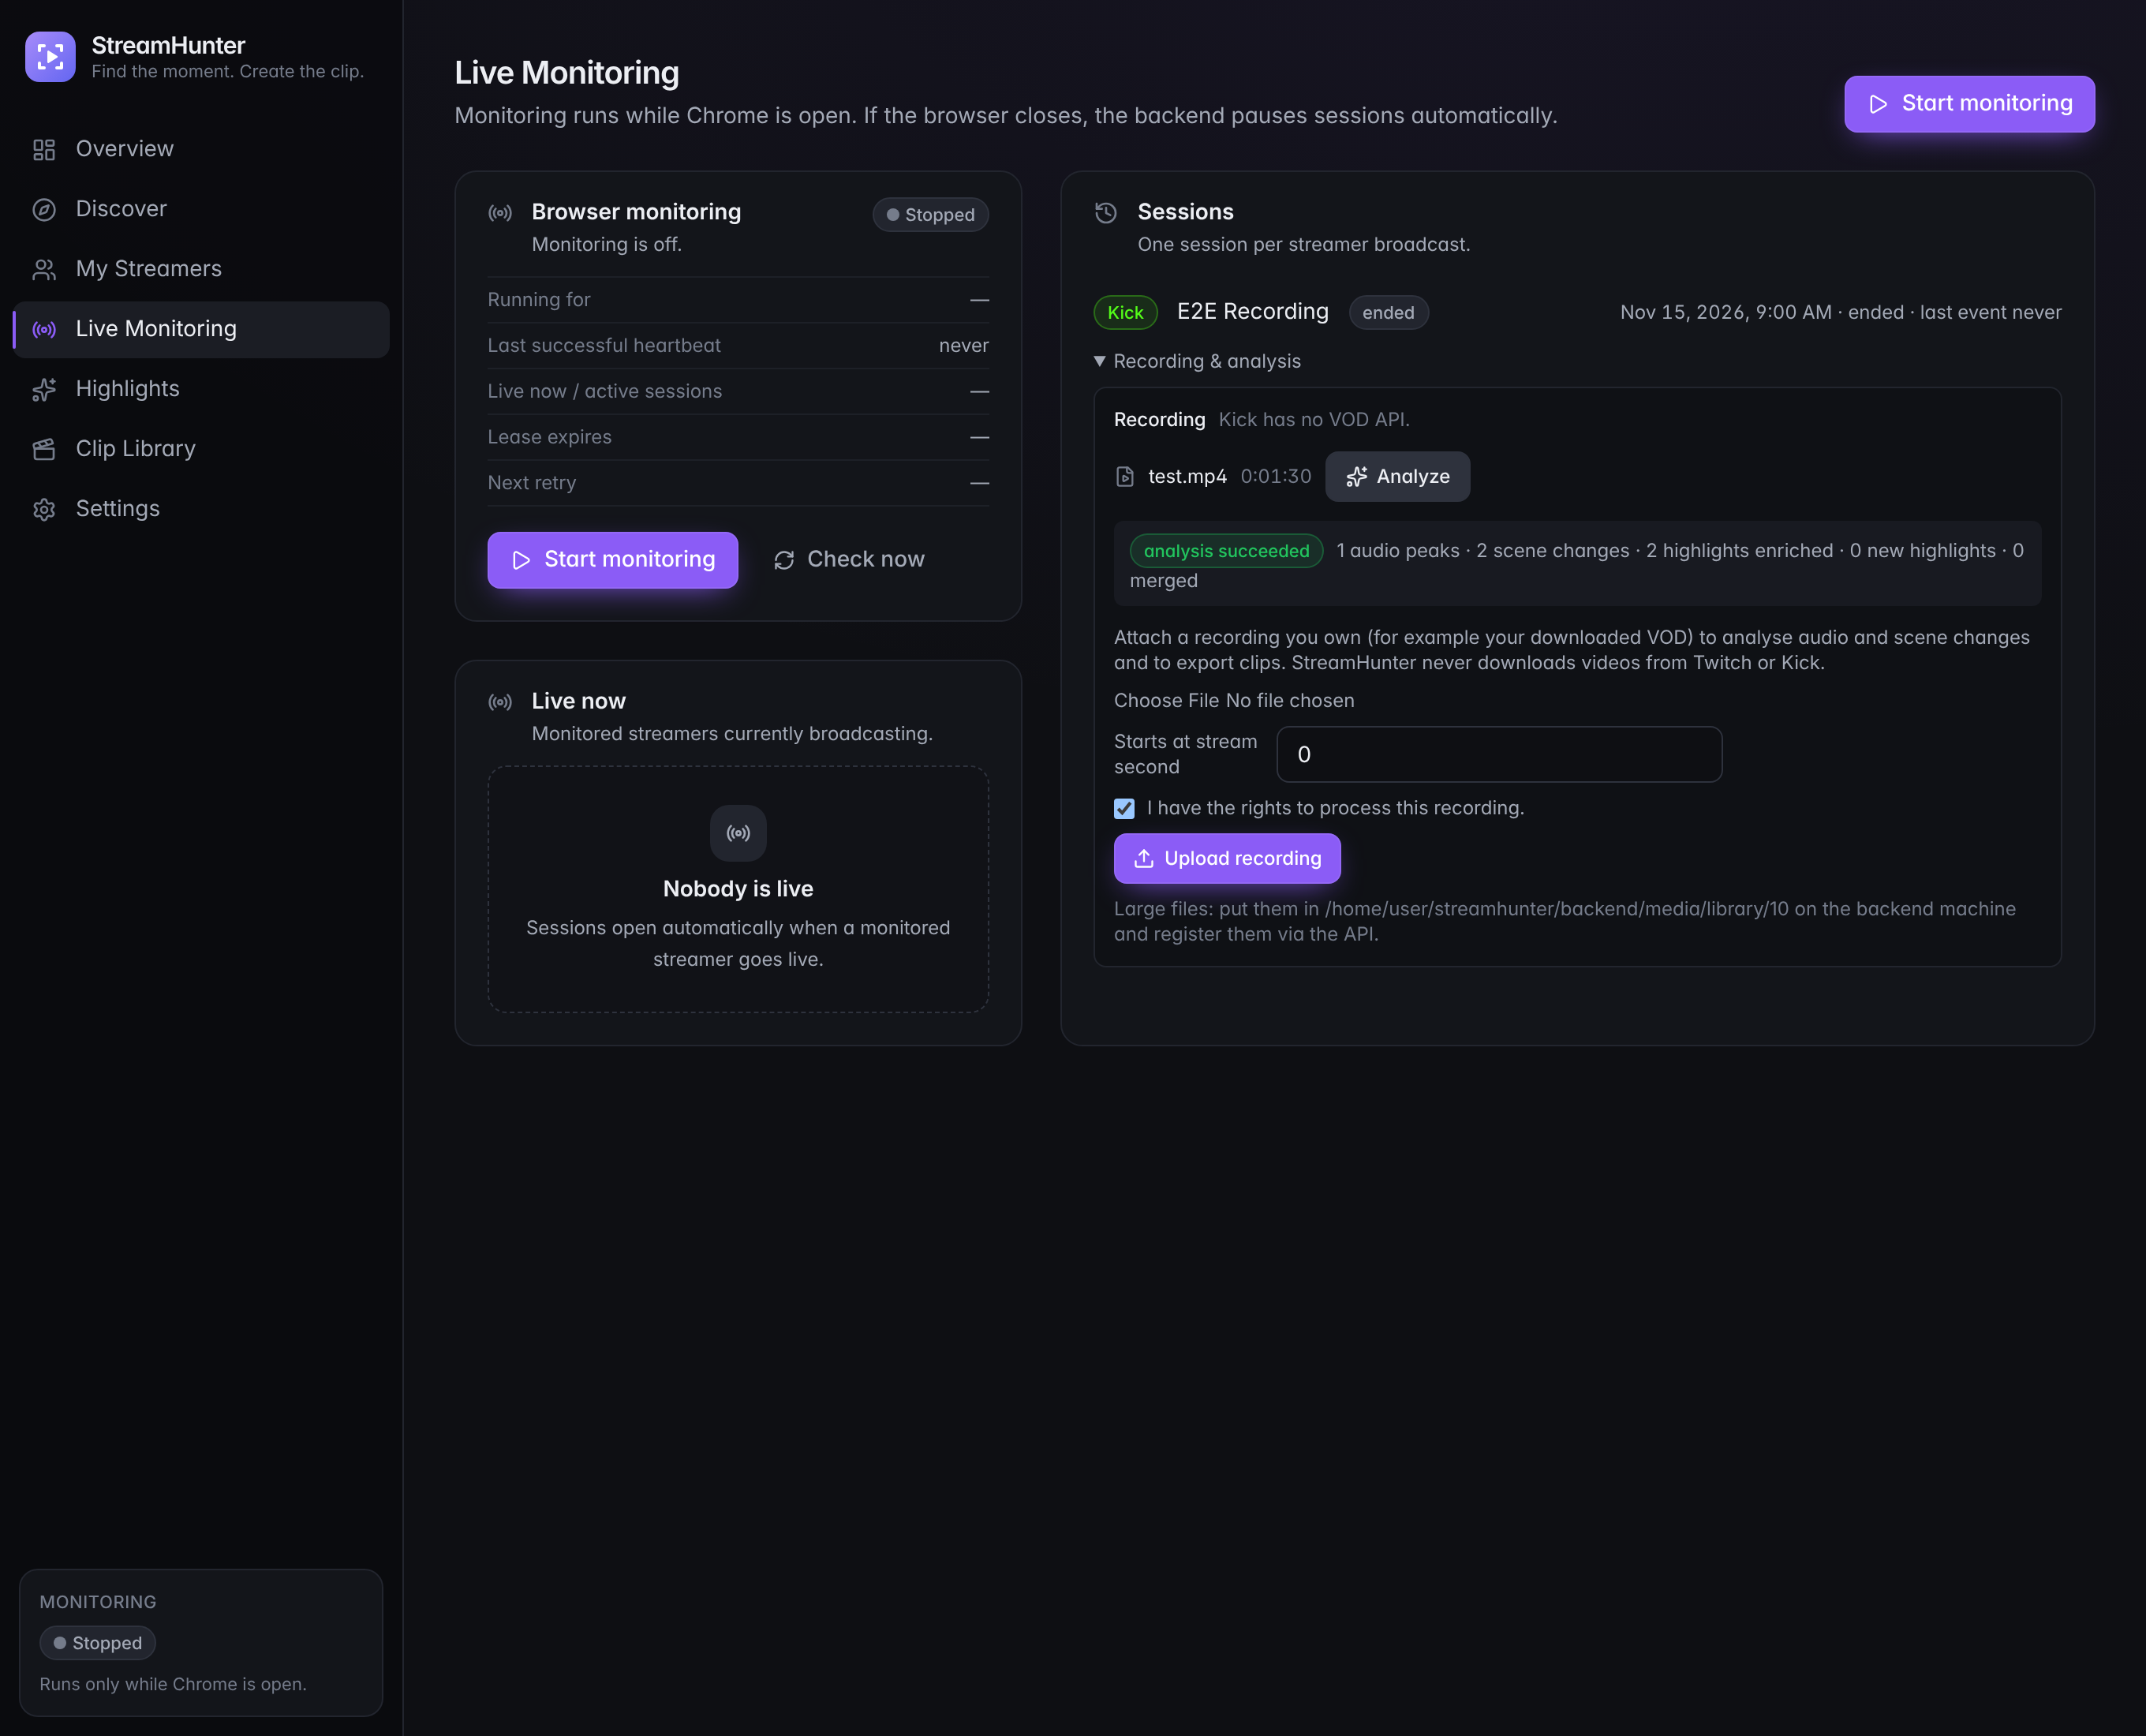 StreamHunter
Find the moment. Create the clip.
Overview
Discover
My Streamers
Live Monitoring
Highlights
Clip Library
Settings
MONITORING
Stopped
Runs only while Chrome is open.
Live Monitoring
Monitoring runs while Chrome is open. If the browser closes, the backend pauses sessions automatically.
Start monitoring
Browser monitoring
Stopped
Monitoring is off.
Running for —
Last successful heartbeat never
Live now / active sessions —
Lease expires —
Next retry —
Start monitoring
Check now
Live now
Monitored streamers currently broadcasting.
Nobody is live
Sessions open automatically when a monitored
streamer goes live.
Sessions
One session per streamer broadcast.
Kick E2E Recording ended Nov 15, 2026, 9:00 AM · ended · last event never
▼ Recording & analysis
Recording Kick has no VOD API.
test.mp4 0:01:30 Analyze
analysis succeeded 1 audio peaks · 2 scene changes · 2 highlights enriched · 0 new highlights · 0
merged
Attach a recording you own (for example your downloaded VOD) to analyse audio and scene changes
and to export clips. StreamHunter never downloads videos from Twitch or Kick.
Choose File No file chosen
Starts at stream
second
0
I have the rights to process this recording.
Upload recording
Large files: put them in /home/user/streamhunter/backend/media/library/10 on the backend machine
and register them via the API.